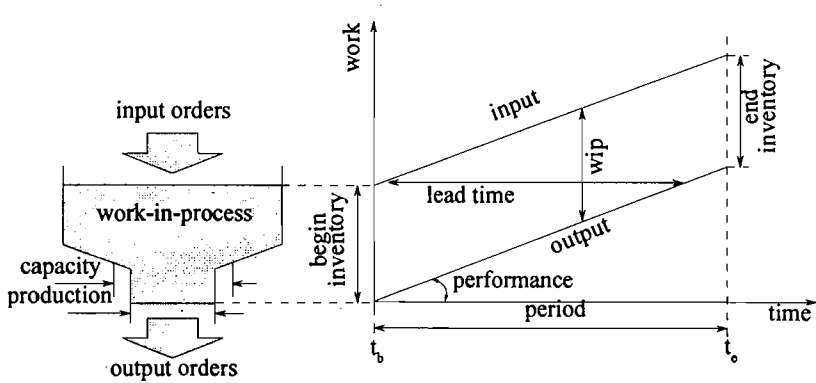 input orders
work-in-process
capacity
production
output orders
work
input
wip
lead time
output
begin
inventory
end
inventory
performance
period
time
t_b
t_e